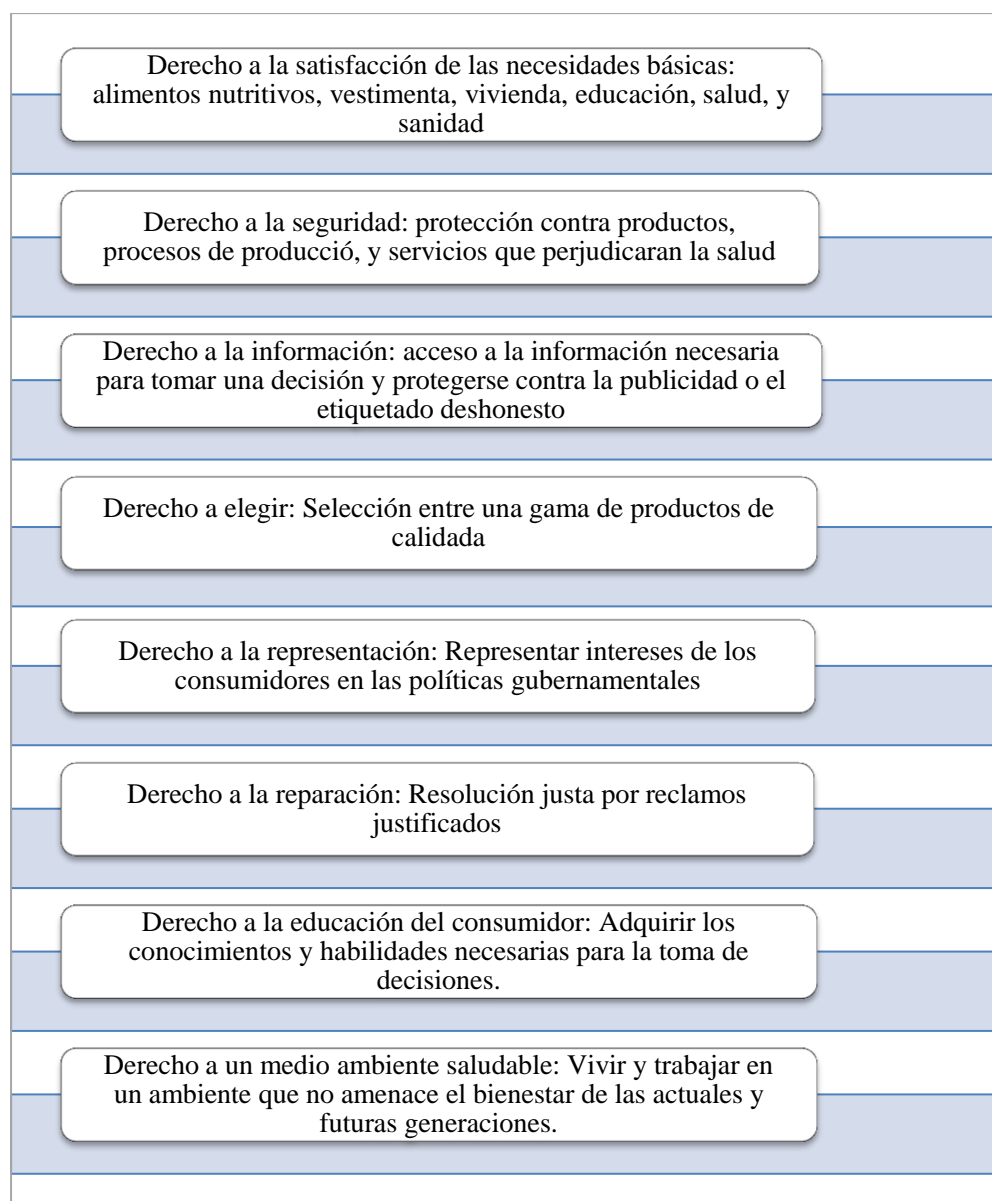 Derecho a la satisfacción de las necesidades básicas:
alimentos nutritivos, vestimenta, vivienda, educación, salud, y
sanidad
Derecho a la seguridad: protección contra productos,
procesos de producció, y servicios que perjudicaran la salud
Derecho a la información: acceso a la información necesaria
para tomar una decisión y protegerse contra la publicidad o el
etiquetado deshonesto
Derecho a elegir: Selección entre una gama de productos de
calidada
Derecho a la representación: Representar intereses de los
consumidores en las políticas gubernamentales
Derecho a la reparación: Resolución justa por reclamos
justificados
Derecho a la educación del consumidor: Adquirir los
conocimientos y habilidades necesarias para la toma de
decisiones.
Derecho a un medio ambiente saludable: Vivir y trabajar en
un ambiente que no amenace el bienestar de las actuales y
futuras generaciones.